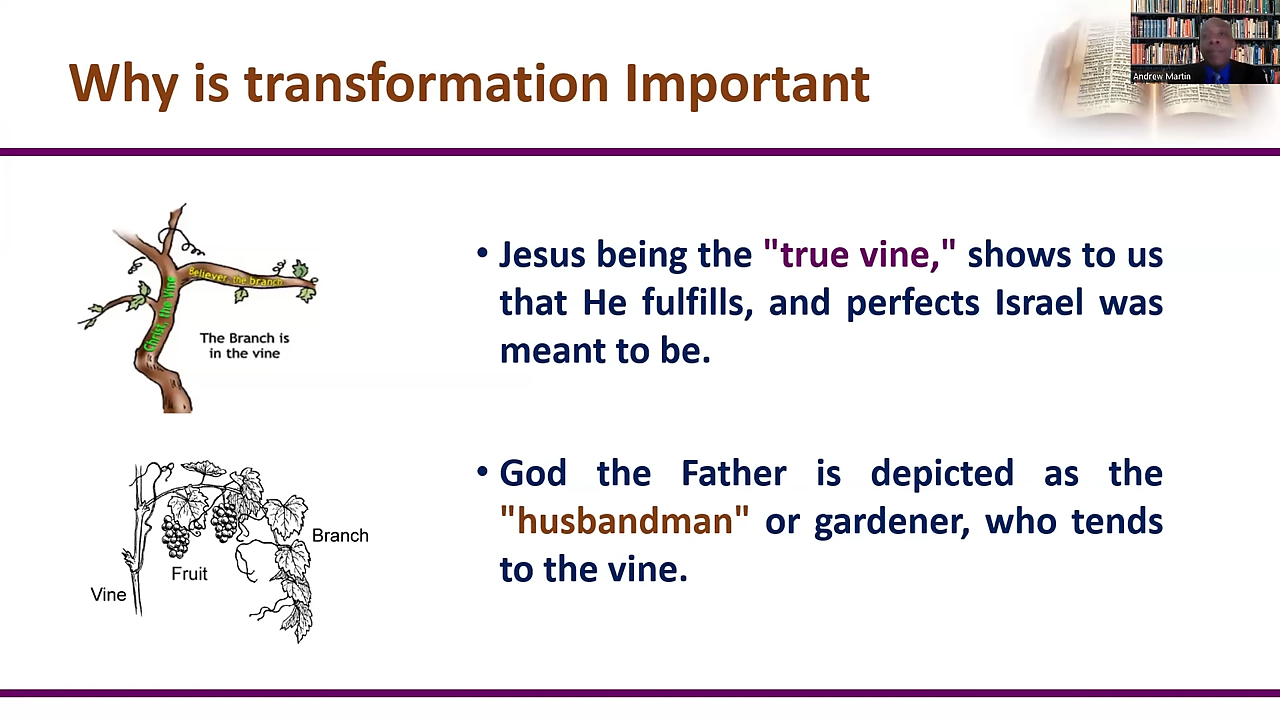 Why is transformation Important
Andrew Martin
Believer, the branch
Christ, the Vine
The Branch is
in the vine
• Jesus being the "true vine," shows to us
that He fulfills, and perfects Israel was
meant to be.
• God the Father is depicted as the
"husbandman" or gardener, who tends
to the vine.
Branch
Fruit
Vine